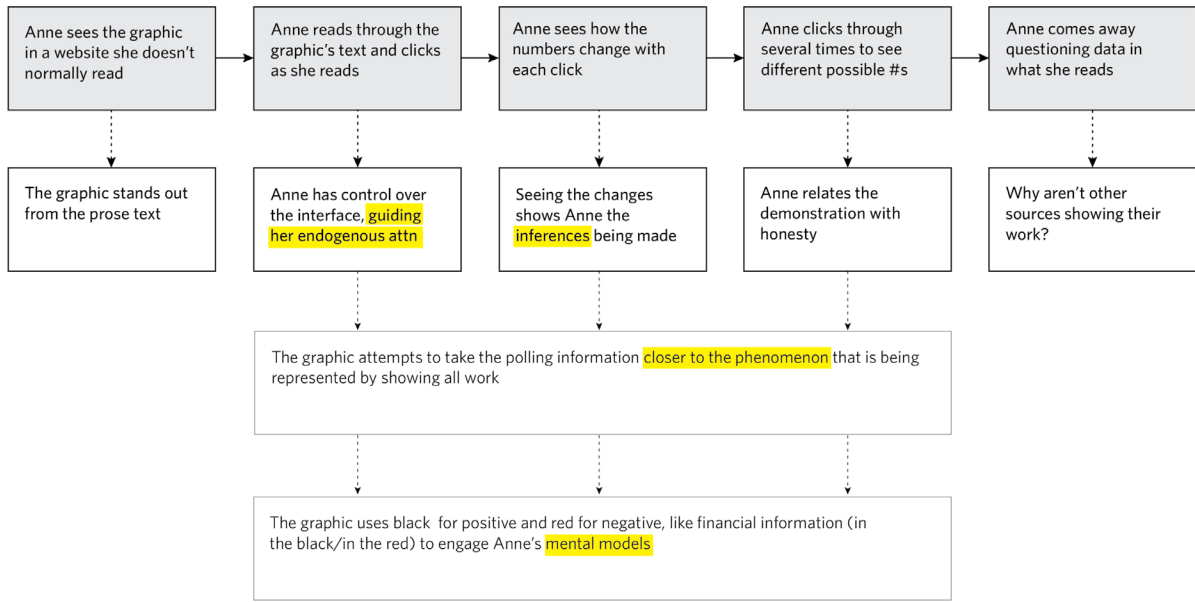 Anne sees the graphic
in a website she doesn't
normally read
Anne reads through the
graphic's text and clicks
as she reads
Anne sees how the
numbers change with
each click
Anne clicks through
several times to see
different possible #s
Anne comes away
questioning data in
what she reads
The graphic stands out
from the prose text
Anne has control over
the interface, guiding
her endogenous attn
Seeing the changes
shows Anne the
inferences being made
Anne relates the
demonstration with
honesty
Why aren't other
sources showing their
work?
The graphic attempts to take the polling information closer to the phenomenon that is being
represented by showing all work
The graphic uses black for positive and red for negative, like financial information (in
the black/in the red) to engage Anne's mental models